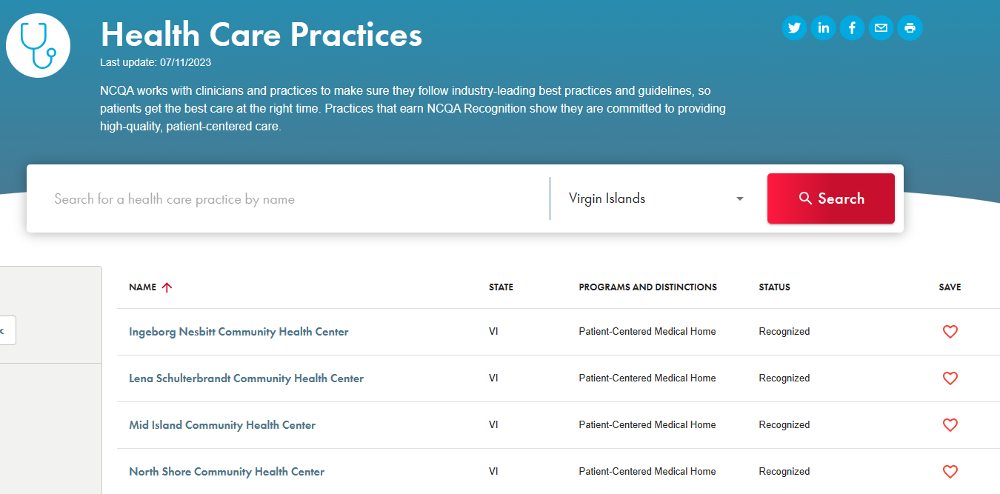 Health Care Practices
Last update: 07/11/2023
NCQA works with clinicians and practices to make sure they follow industry-leading best practices and guidelines, so
patients get the best care at the right time. Practices that earn NCQA Recognition show they are committed to providing
high-quality, patient-centered care.
Search for a health care practice by name
Virgin Islands
Search
NAME STATE PROGRAMS AND DISTINCTIONS STATUS SAVE
Ingeborg Nesbitt Community Health Center VI Patient-Centered Medical Home Recognized
Lena Schulterbrandt Community Health Center VI Patient-Centered Medical Home Recognized
Mid Island Community Health Center VI Patient-Centered Medical Home Recognized
North Shore Community Health Center VI Patient-Centered Medical Home Recognized